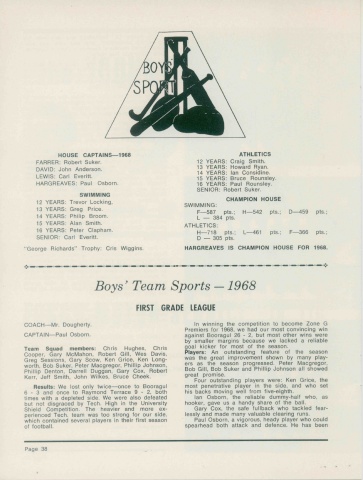 BOYS'
SPORT
HOUSE CAPTAINS—1968
FARRER: Robert Suker.
DAVID: John Anderson.
LEWIS: Carl Everitt.
HARGREAVES: Paul Osborn.
SWIMMING
12 YEARS: Trevor Locking.
13 YEARS: Greg Price.
14 YEARS: Philip Broom.
15 YEARS: Alan Smith.
16 YEARS: Peter Clapham.
SENIOR: Carl Everitt.
"George Richards" Trophy: Cris Wiggins.
ATHLETICS
12 YEARS: Craig Smith.
13 YEARS: Howard Ryan.
14 YEARS: Ian Considine.
15 YEARS: Bruce Rounsley.
16 YEARS: Paul Rounsley.
SENIOR: Robert Suker.
CHAMPION HOUSE
SWIMMING:
F—587 pts.; H—542 pts.; D—459 pts.;
L — 384 pts.
ATHLETICS:
H—718 pts.; L—461 pts.; F—366 pts.;
D — 305 pts.
HARGREAVES IS CHAMPION HOUSE FOR 1968.
Boys' Team Sports — 1968
FIRST GRADE LEAGUE
COACH—Mr. Dougherty.
CAPTAIN—Paul Osborn.
Team Squad members: Chris Hughes, Chris
Cooper, Gary McMahon, Robert Gill, Wes Davis,
Greg Sessions, Gary Scow, Ken Grice, Ken Long-
worth, Bob Suker, Peter Macgregor, Phillip Johnson,
Phillip Denton, Darrell Duggan, Gary Cox, Robert
Kerr, Jeff Smith, John Wilkes, Bruce Cheek.
Results: We lost only twice—once to Booragul
6 - 3 and once to Raymond Terrace 9 - 2, both
times with a depleted side. We were also defeated
but not disgraced by Tech. High in the University
Shield Competition. The heavier and more ex-
perienced Tech. team was too strong for our side,
which contained several players in their first season
of football.
In winning the competition to become Zone G
Premiers for 1968, we had our most convincing win
against Booragul 26 - 2, but most other wins were
by smaller margins because we lacked a reliable
goal kicker for most of the season.
Players: An outstanding feature of the season
was the great improvement shown by many play-
ers as the season progressed. Peter Macgregor,
Bob Gill, Bob Suker and Phillip Johnson all showed
great promise.
Four outstanding players were: Ken Grice, the
most penetrative player in the side, and who set
his backs moving well from five-eighth.
Ian Osborn, the reliable dummy-half who, as
hooker, gave us a handy share of the ball.
Gary Cox, the safe fullback who tackled fear-
lessly and made many valuable clearing runs.
Paul Osborn, a vigorous, heady player who could
spearhead both attack and defence. He has been
Page 38